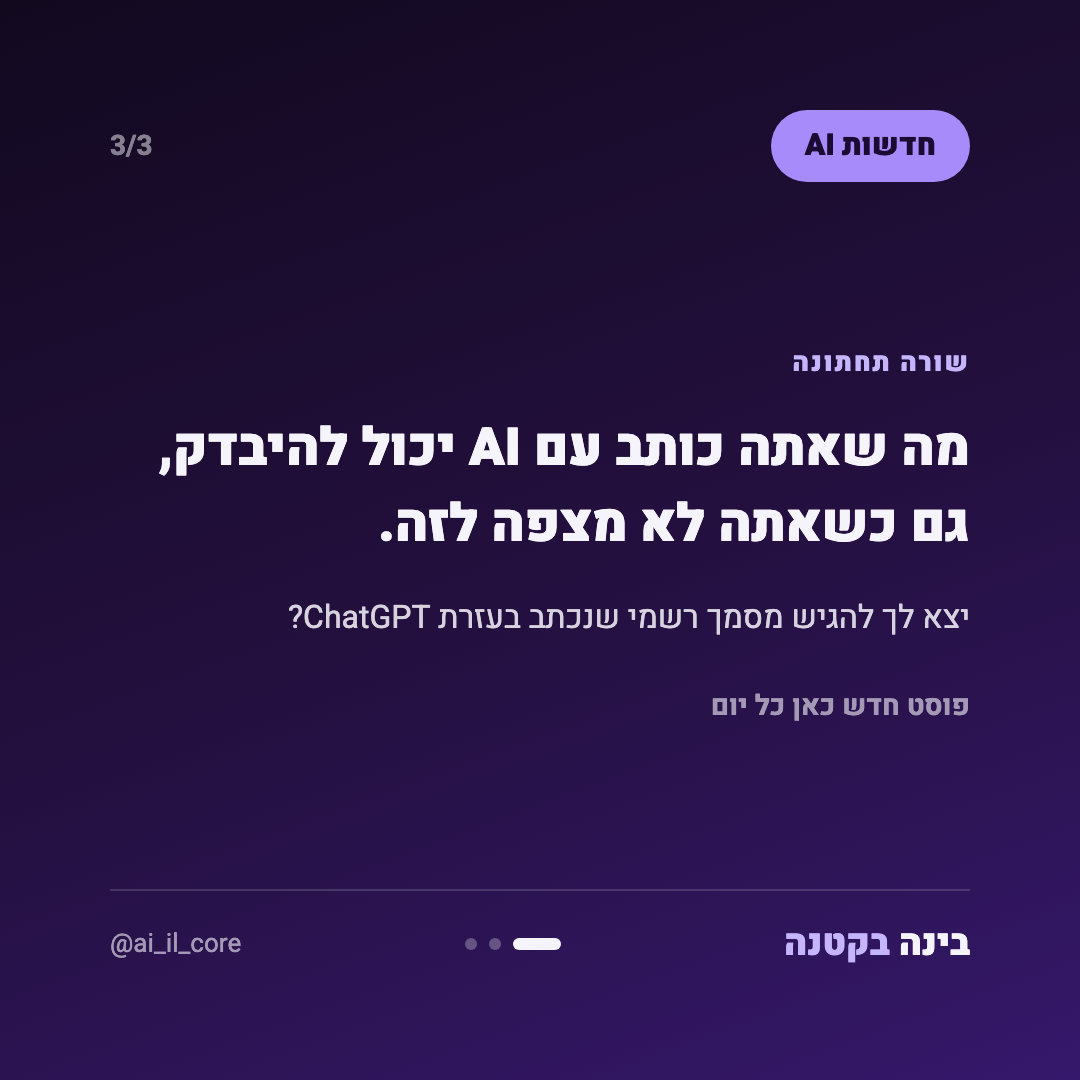 חדשות AI
3/3
שורה תחתונה
מה שאתה כותב עם AI יכול להיבדק,
גם כשאתה לא מצפה לזה.
יצא לך להגיש מסמך רשמי שנכתב בעזרת ChatGPT?
פוסט חדש כאן כל יום
בינה בקטנה
@ai_il_core